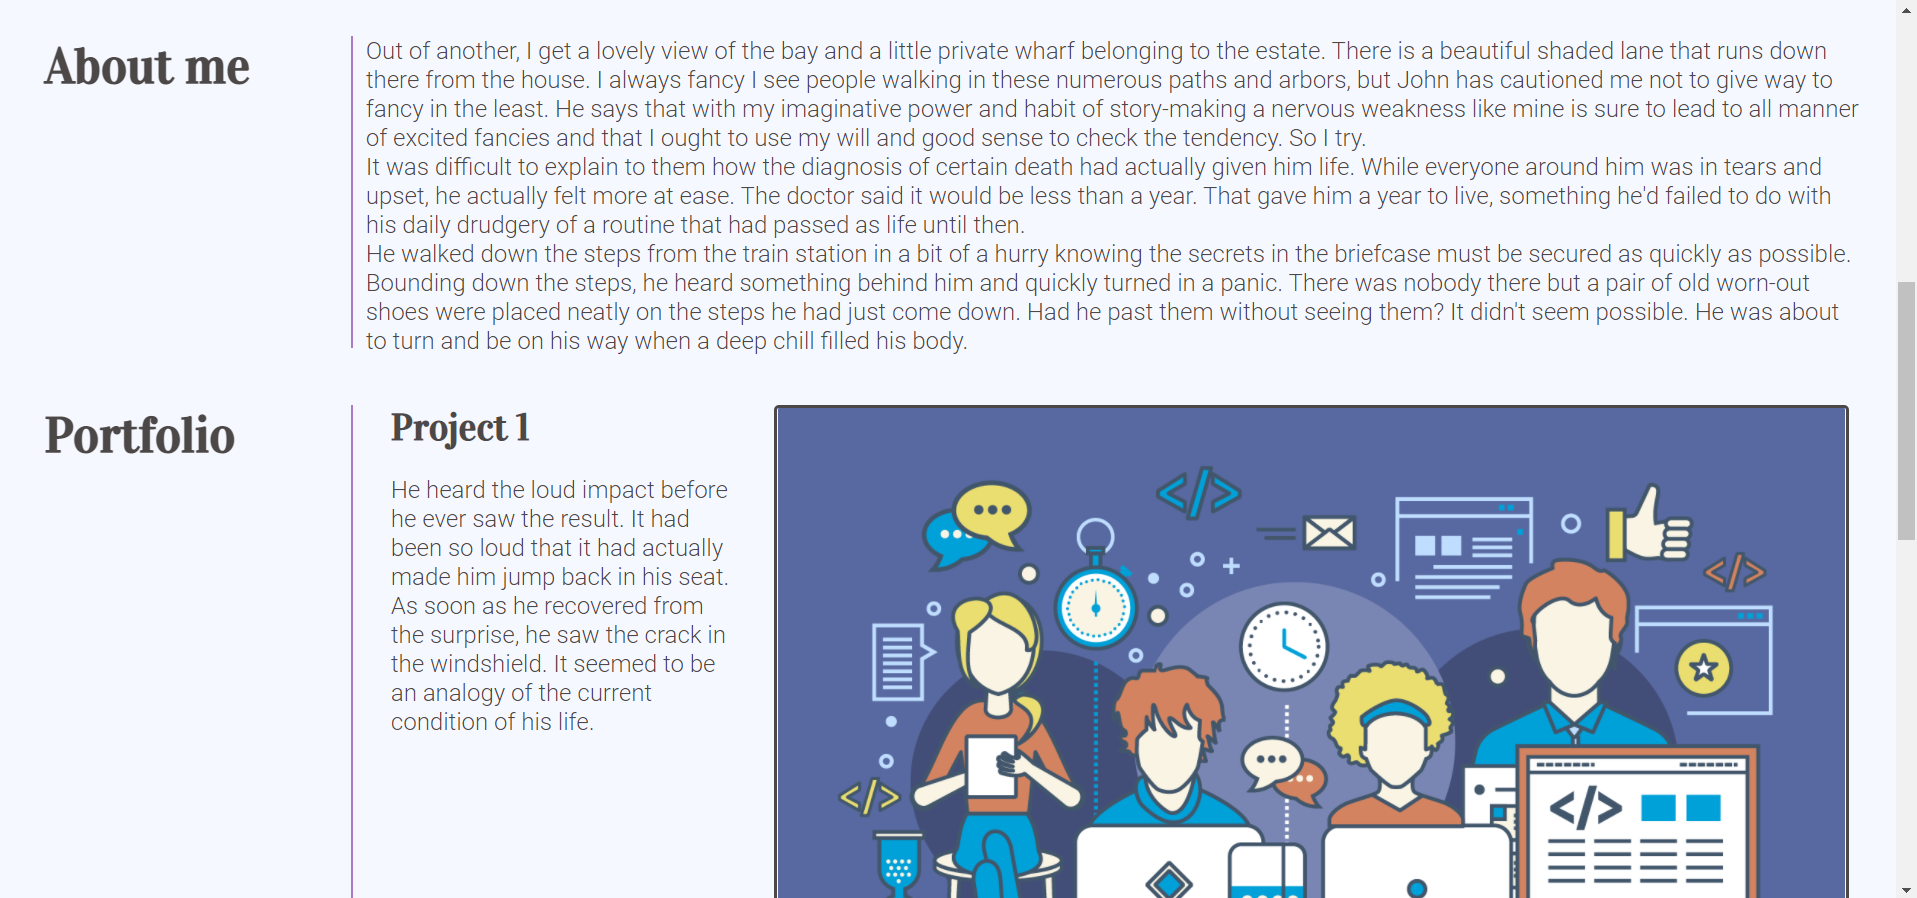 About me
Out of another, I get a lovely view of the bay and a little private wharf belonging to the estate. There is a beautiful shaded lane that runs down
there from the house. I always fancy I see people walking in these numerous paths and arbors, but John has cautioned me not to give way to
fancy in the least. He says that with my imaginative power and habit of story-making a nervous weakness like mine is sure to lead to all manner
of excited fancies and that I ought to use my will and good sense to check the tendency. So I try.
It was difficult to explain to them how the diagnosis of certain death had actually given him life. While everyone around him was in tears and
upset, he actually felt more at ease. The doctor said it would be less than a year. That gave him a year to live, something he'd failed to do with
his daily drudgery of a routine that had passed as life until then.
He walked down the steps from the train station in a bit of a hurry knowing the secrets in the briefcase must be secured as quickly as possible.
Bounding down the steps, he heard something behind him and quickly turned in a panic. There was nobody there but a pair of old worn-out
shoes were placed neatly on the steps he had just come down. Had he past them without seeing them? It didn't seem possible. He was about
to turn and be on his way when a deep chill filled his body.
Portfolio
Project 1
He heard the loud impact before
he ever saw the result. It had
been so loud that it had actually
made him jump back in his seat.
As soon as he recovered from
the surprise, he saw the crack in
the windshield. It seemed to be
an analogy of the current
condition of his life.